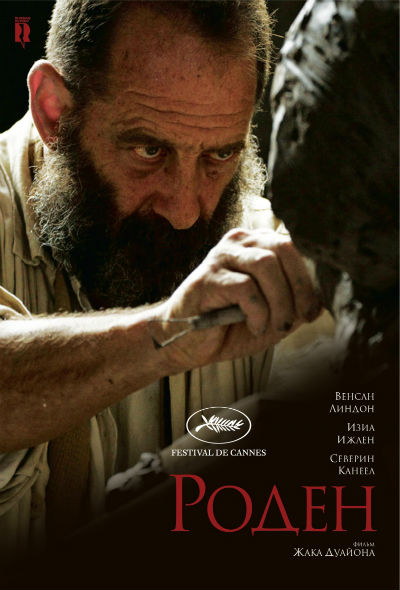 ВЕНСАН
ЛИНДОН
ИЗИА
ИЖЛЕН
СЕВЕРИН
КАНЕЕЛ
FESTIVAL DE CANNES
РОДЕН
ФИЛЬМ
ЖАКА ДУАЙОНА